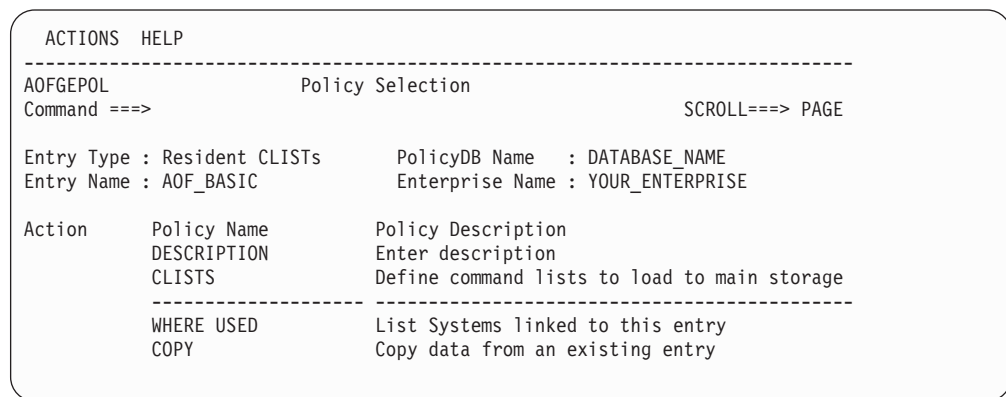 ACTIONS HELP
-------------------------------------------------------------------------------
AOFGEPOL Policy Selection
Command ===> SCROLL===> PAGE
Entry Type : Resident CLISTs PolicyDB Name : DATABASE_NAME
Entry Name : AOF_BASIC Enterprise Name : YOUR_ENTERPRISE
Action Policy Name Policy Description
DESCRIPTION Enter description
CLISTS Define command lists to load to main storage
-------------------- ---------------------------------------------
WHERE USED List Systems linked to this entry
COPY Copy data from an existing entry